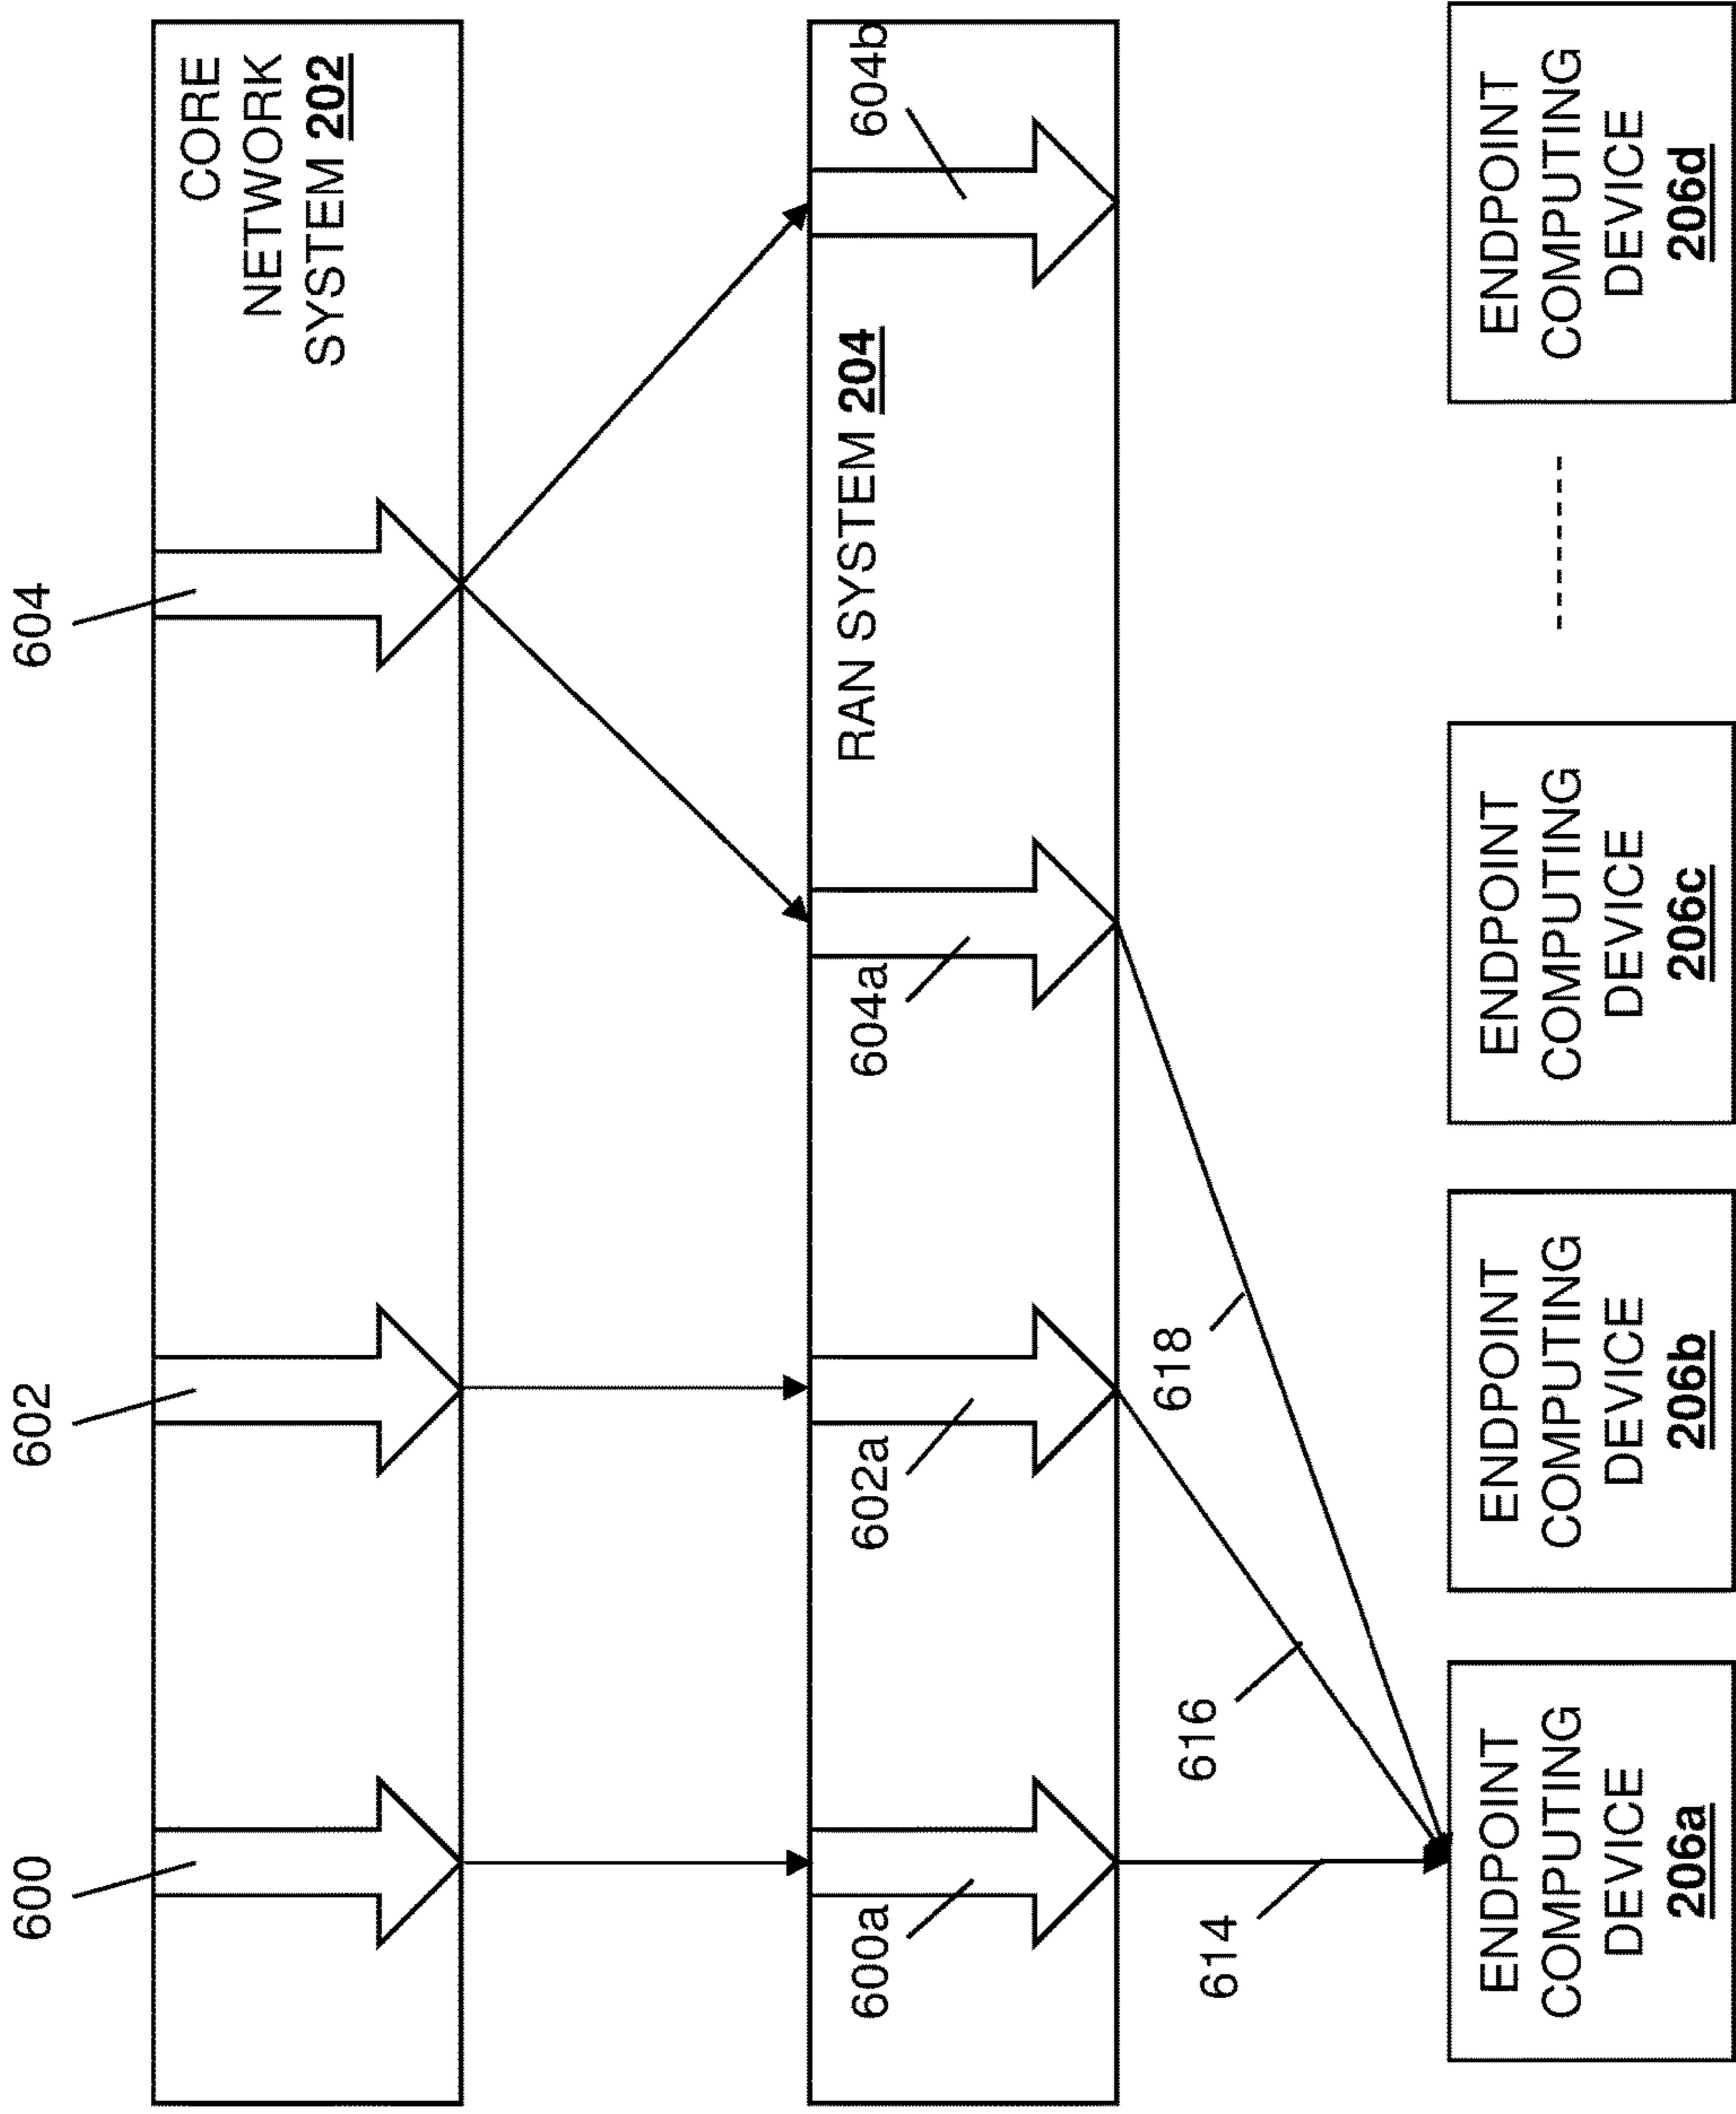 600
602
604
CORE
NETWORK
SYSTEM 202
600a
602a
604a
RAN SYSTEM 204
604b
614
616
618
ENDPOINT
COMPUTING
DEVICE
206a
ENDPOINT
COMPUTING
DEVICE
206b
ENDPOINT
COMPUTING
DEVICE
206c
ENDPOINT
COMPUTING
DEVICE
206d